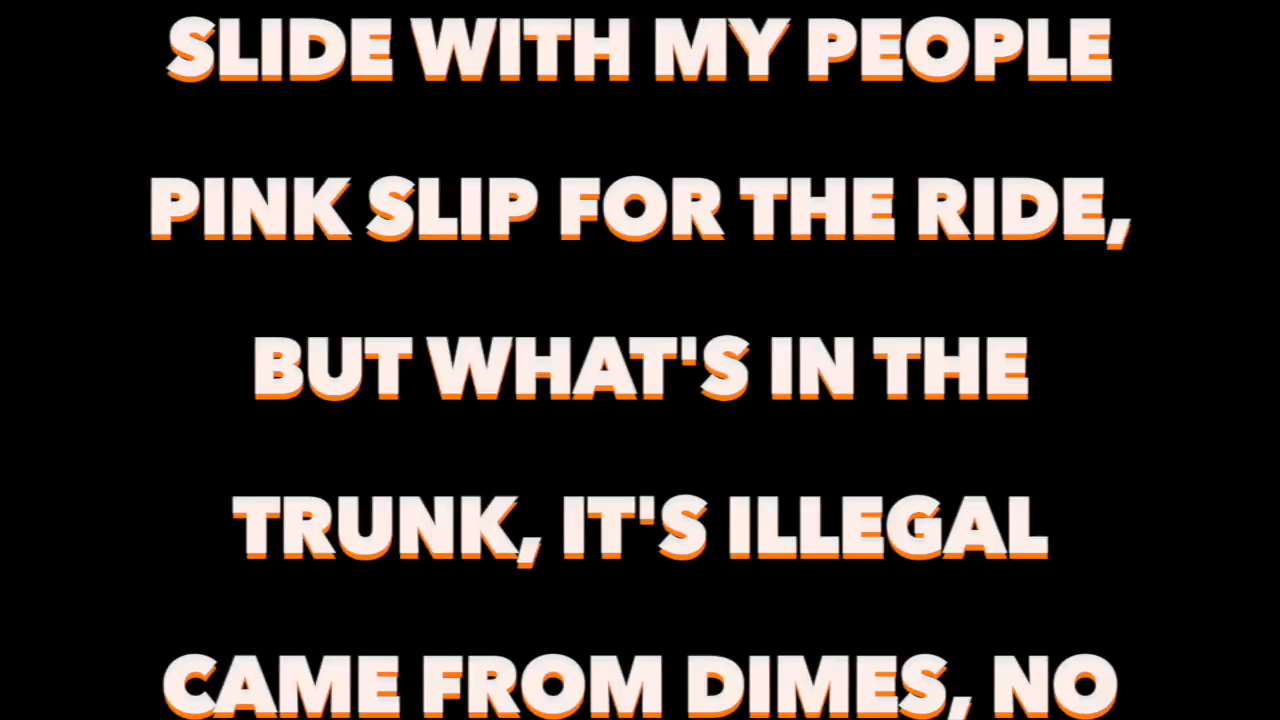 SLIDE WITH MY PEOPLE
PINK SLIP FOR THE RIDE,
BUT WHAT'S IN THE
TRUNK, IT'S ILLEGAL
CAME FROM DIMES, NO